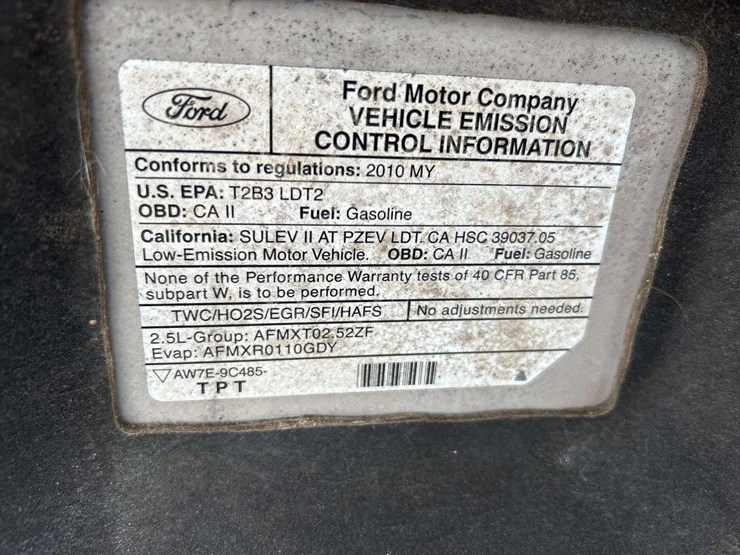 Ford
Ford Motor Company
VEHICLE EMISSION
CONTROL INFORMATION
Conforms to regulations: 2010 MY
U.S. EPA: T2B3 LDT2
OBD: CA II Fuel: Gasoline
California: SULEV II AT PZEV LDT. CA HSC 39037.05
Low-Emission Motor Vehicle. OBD: CA II Fuel: Gasoline
None of the Performance Warranty tests of 40 CFR Part 85,
subpart W, is to be performed.
TWC/HO2S/EGR/SFI/HAFS No adjustments needed.
2.5L-Group: AFMXT02.52ZF
Evap: AFMXR0110GDY
AW7E-9C485-
TPT